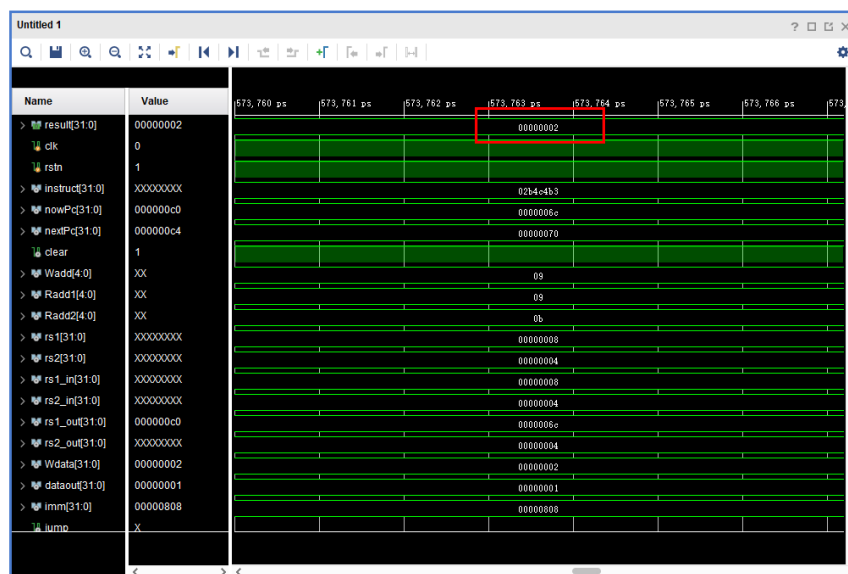 Untitled 1
Name Value 573,760 ps 573,761 ps 573,762 ps 573,763 ps 573,764 ps 573,765 ps 573,766 ps 573,
result[31:0] 00000002 00000002
clk 0
rstn 1
instruct[31:0] XXXXXXXX 02b4c4b3
nowPc[31:0] 000000c0 0000006c
nextPc[31:0] 000000c4 00000070
clear 1
Wadd[4:0] XX 09
Radd1[4:0] XX 09
Radd2[4:0] XX 0b
rs1[31:0] XXXXXXXX 00000008
rs2[31:0] XXXXXXXX 00000004
rs1_in[31:0] XXXXXXXX 00000008
rs2_in[31:0] XXXXXXXX 00000004
rs1_out[31:0] 000000c0 0000006c
rs2_out[31:0] XXXXXXXX 00000004
Wdata[31:0] 00000002 00000002
dataout[31:0] 00000001 00000001
imm[31:0] 00000808 00000808
jump X